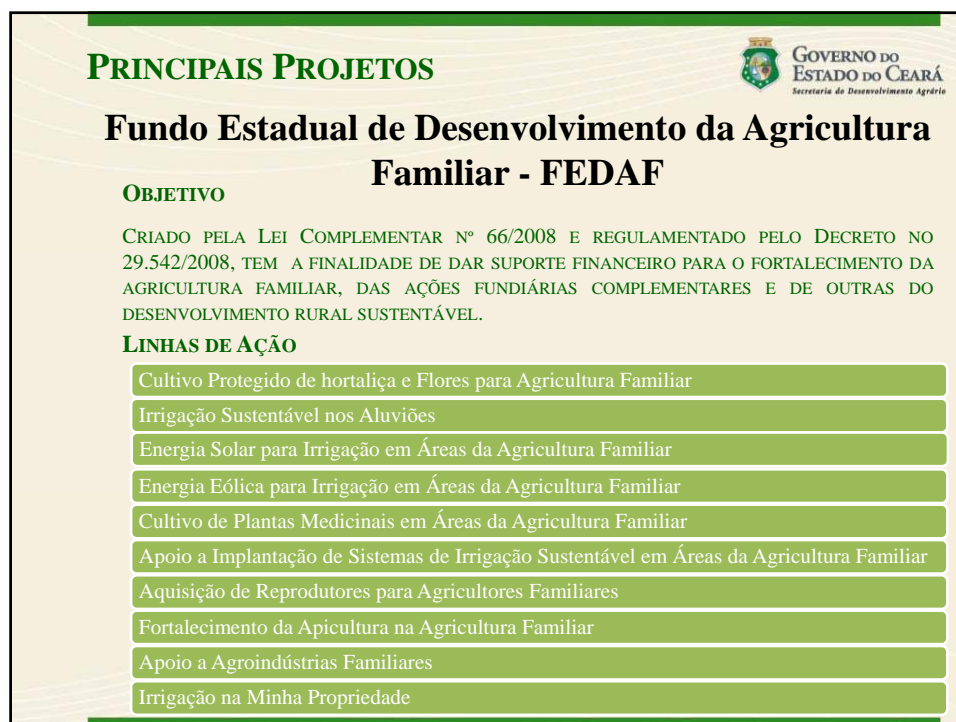 PRINCIPAIS PROJETOS
GOVERNO DO
ESTADO DO CEARÁ
Secretaria do Desenvolvimento Agrário
Fundo Estadual de Desenvolvimento da Agricultura
Familiar - FEDAF
OBJETIVO
CRIADO PELA LEI COMPLEMENTAR Nº 66/2008 E REGULAMENTADO PELO DECRETO NO
29.542/2008, TEM A FINALIDADE DE DAR SUPORTE FINANCEIRO PARA O FORTALECIMENTO DA
AGRICULTURA FAMILIAR, DAS AÇÕES FUNDIÁRIAS COMPLEMENTARES E DE OUTRAS DO
DESENVOLVIMENTO RURAL SUSTENTÁVEL.
LINHAS DE AÇÃO
Cultivo Protegido de hortaliça e Flores para Agricultura Familiar
Irrigação Sustentável nos Aluviões
Energia Solar para Irrigação em Áreas da Agricultura Familiar
Energia Eólica para Irrigação em Áreas da Agricultura Familiar
Cultivo de Plantas Medicinais em Áreas da Agricultura Familiar
Apoio a Implantação de Sistemas de Irrigação Sustentável em Áreas da Agricultura Familiar
Aquisição de Reprodutores para Agricultores Familiares
Fortalecimento da Apicultura na Agricultura Familiar
Apoio a Agroindústrias Familiares
Irrigação na Minha Propriedade